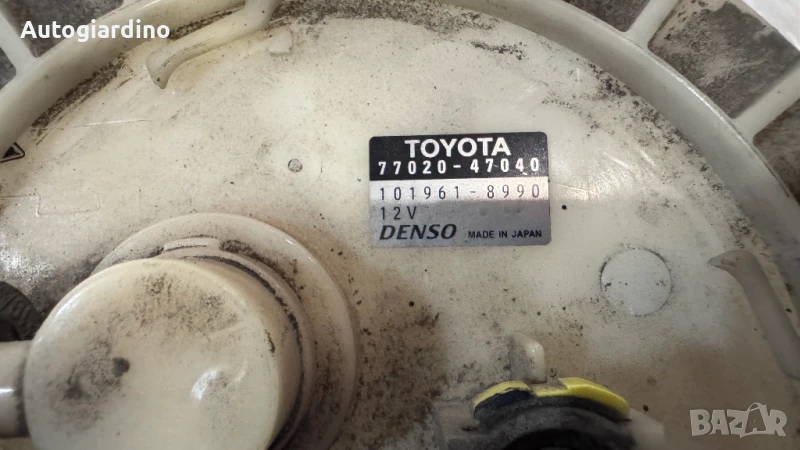 Autogiardino
TOYOTA
77020-47040
101961-8990
12V
DENSO MADE IN JAPAN
BAZAR